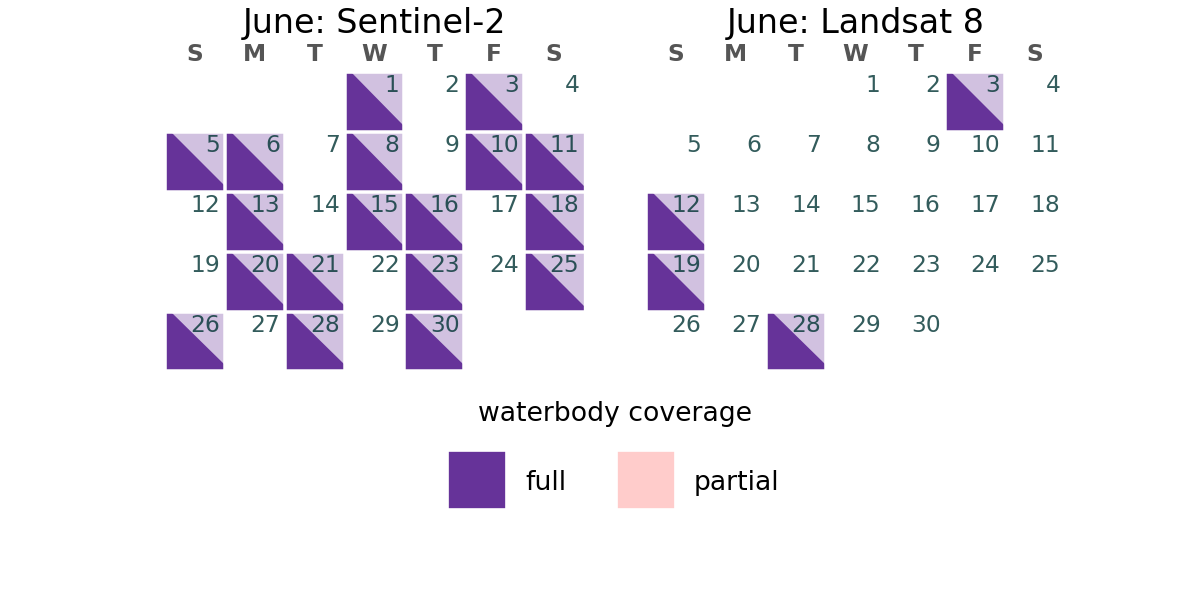 June: Sentinel-2
S M T W T F S
1 2 3 4
5 6 7 8 9 10 11
12 13 14 15 16 17 18
19 20 21 22 23 24 25
26 27 28 29 30
June: Landsat 8
S M T W T F S
1 2 3 4
5 6 7 8 9 10 11
12 13 14 15 16 17 18
19 20 21 22 23 24 25
26 27 28 29 30
waterbody coverage
full partial